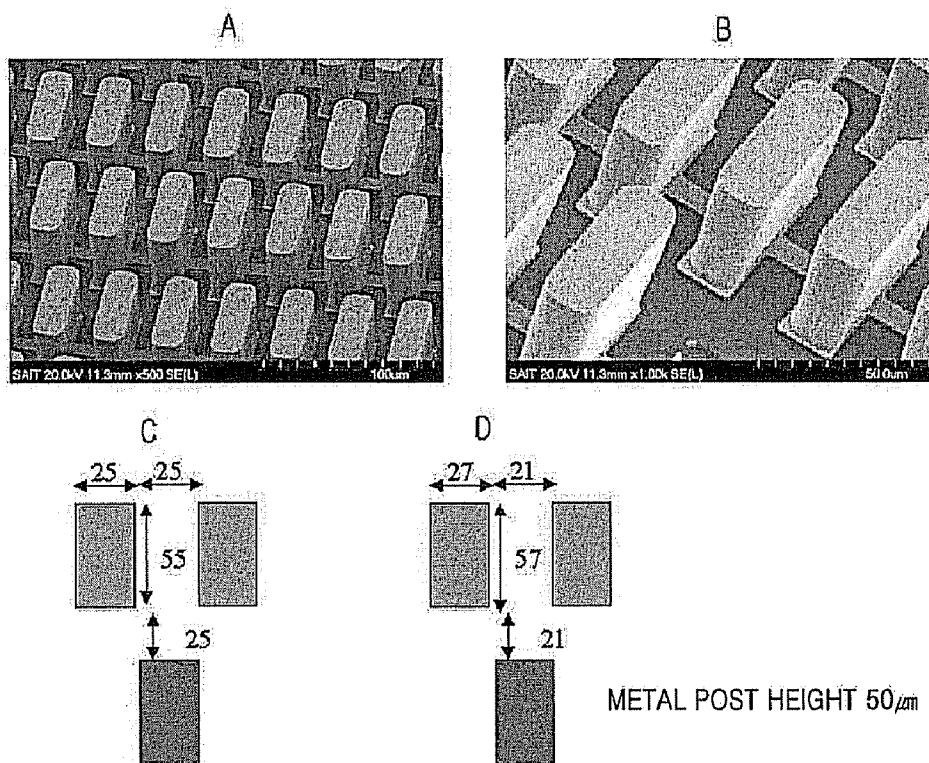 A
B
SAIT 20.0kV 11.3mm x500 SE(L) 100um
SAIT 20.0kV 11.3mm x1.00k SE(L) 50.0um
C
D
25 25
27 21
55
57
25
21
METAL POST HEIGHT 50㎛